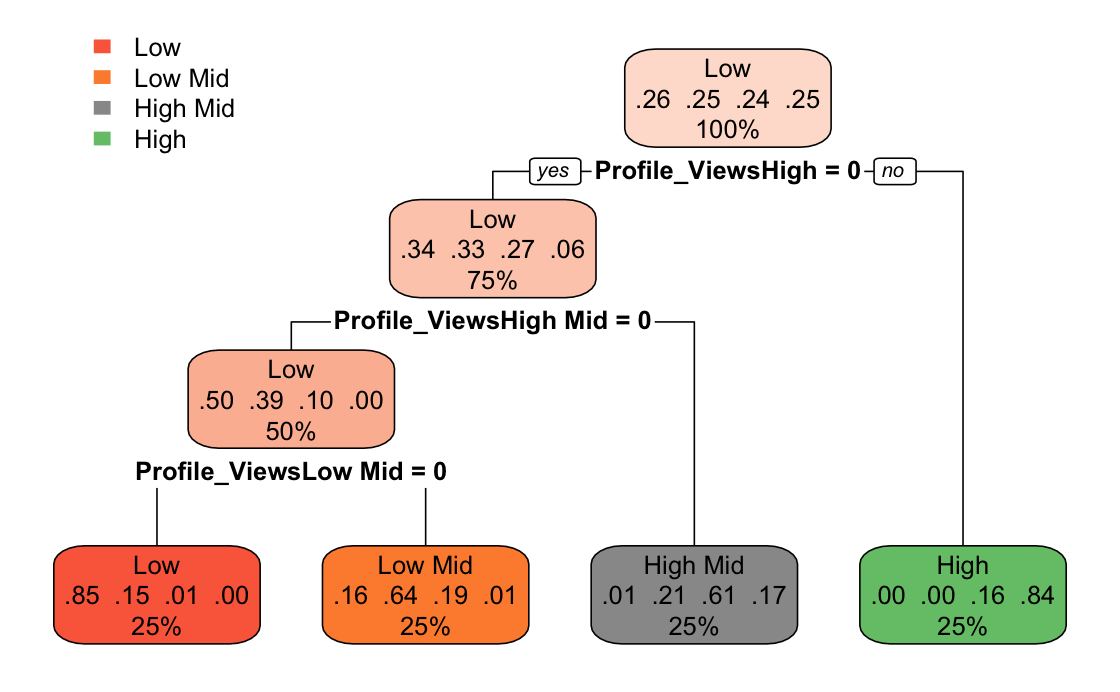 Low
Low Mid
High Mid
High
Low
.26 .25 .24 .25
100%
yes Profile_ViewsHigh = 0 no
Low
.34 .33 .27 .06
75%
Profile_ViewsHigh Mid = 0
Low
.50 .39 .10 .00
50%
Profile_ViewsLow Mid = 0
Low
.85 .15 .01 .00
25%
Low Mid
.16 .64 .19 .01
25%
High Mid
.01 .21 .61 .17
25%
High
.00 .00 .16 .84
25%